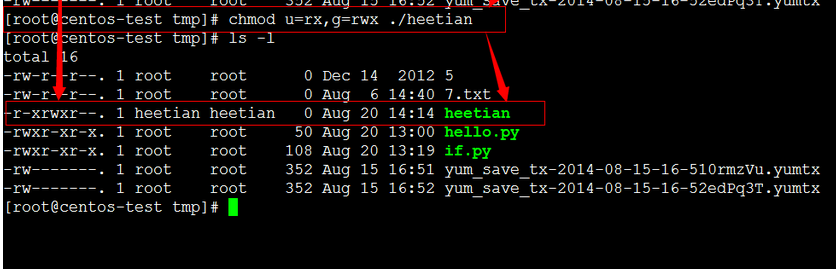 -rw-------. 1 root    root    352 Aug 15 16:52 yum_save_tx-2014-08-15-16-52edPq3T.yumtx
[root@centos-test tmp]# chmod u=rx,g=rwx ./heetian
[root@centos-test tmp]# ls -l
total 16
-rw-r--r--. 1 root    root      0 Dec 14  2012 5
-rw-r--r--. 1 root    root      0 Aug  6 14:40 7.txt
-r-xrwxr--. 1 heetian heetian   0 Aug 20 14:14 heetian
-rwxr-xr-x. 1 root    root     50 Aug 20 13:00 hello.py
-rwxr-xr-x. 1 root    root    108 Aug 20 13:19 if.py
-rw-------. 1 root    root    352 Aug 15 16:51 yum_save_tx-2014-08-15-16-510rmzVu.yumtx
-rw-------. 1 root    root    352 Aug 15 16:52 yum_save_tx-2014-08-15-16-52edPq3T.yumtx
[root@centos-test tmp]#